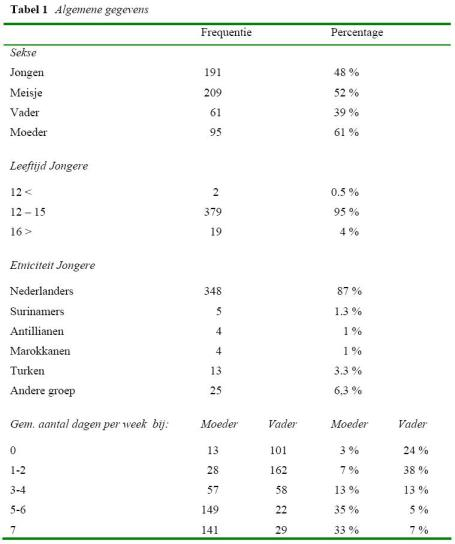 Tabel 1 Algemene gegevens
Frequentie Percentage
Sekse
Jongen 191 48 %
Meisje 209 52 %
Vader 61 39 %
Moeder 95 61 %
Leeftijd Jongere
12 < 2 0.5 %
12 – 15 379 95 %
16 > 19 4 %
Etniciteit Jongere
Nederlanders 348 87 %
Surinamers 5 1.3 %
Antillianen 4 1 %
Marokkanen 4 1 %
Turken 13 3.3 %
Andere groep 25 6,3 %
Gem. aantal dagen per week bij: Moeder Vader Moeder Vader
0 13 101 3 % 24 %
1-2 28 162 7 % 38 %
3-4 57 58 13 % 13 %
5-6 149 22 35 % 5 %
7 141 29 33 % 7 %